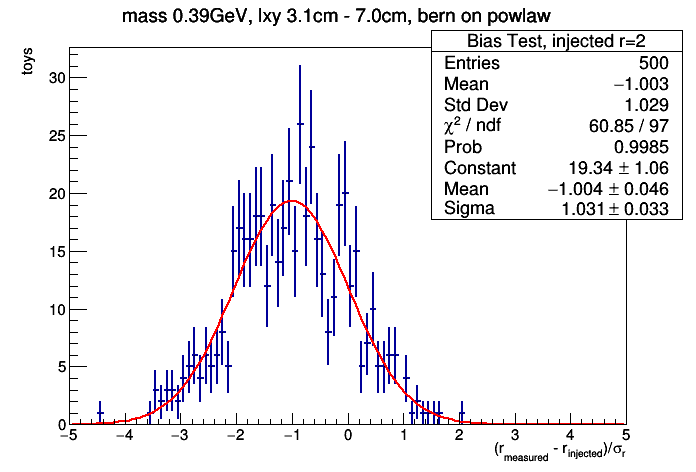 mass 0.39GeV, lxy 3.1cm - 7.0cm, bern on powlaw
Bias Test, injected r=2
Entries 500
Mean −1.003
Std Dev 1.029
χ² / ndf 60.85 / 97
Prob 0.9985
Constant 19.34 ± 1.06
Mean −1.004 ± 0.046
Sigma 1.031 ± 0.033
toys
30
25
20
15
10
5
0
−5 −4 −3 −2 −1 0 1 2 3 4 5
(r_measured - r_injected)/σ_r